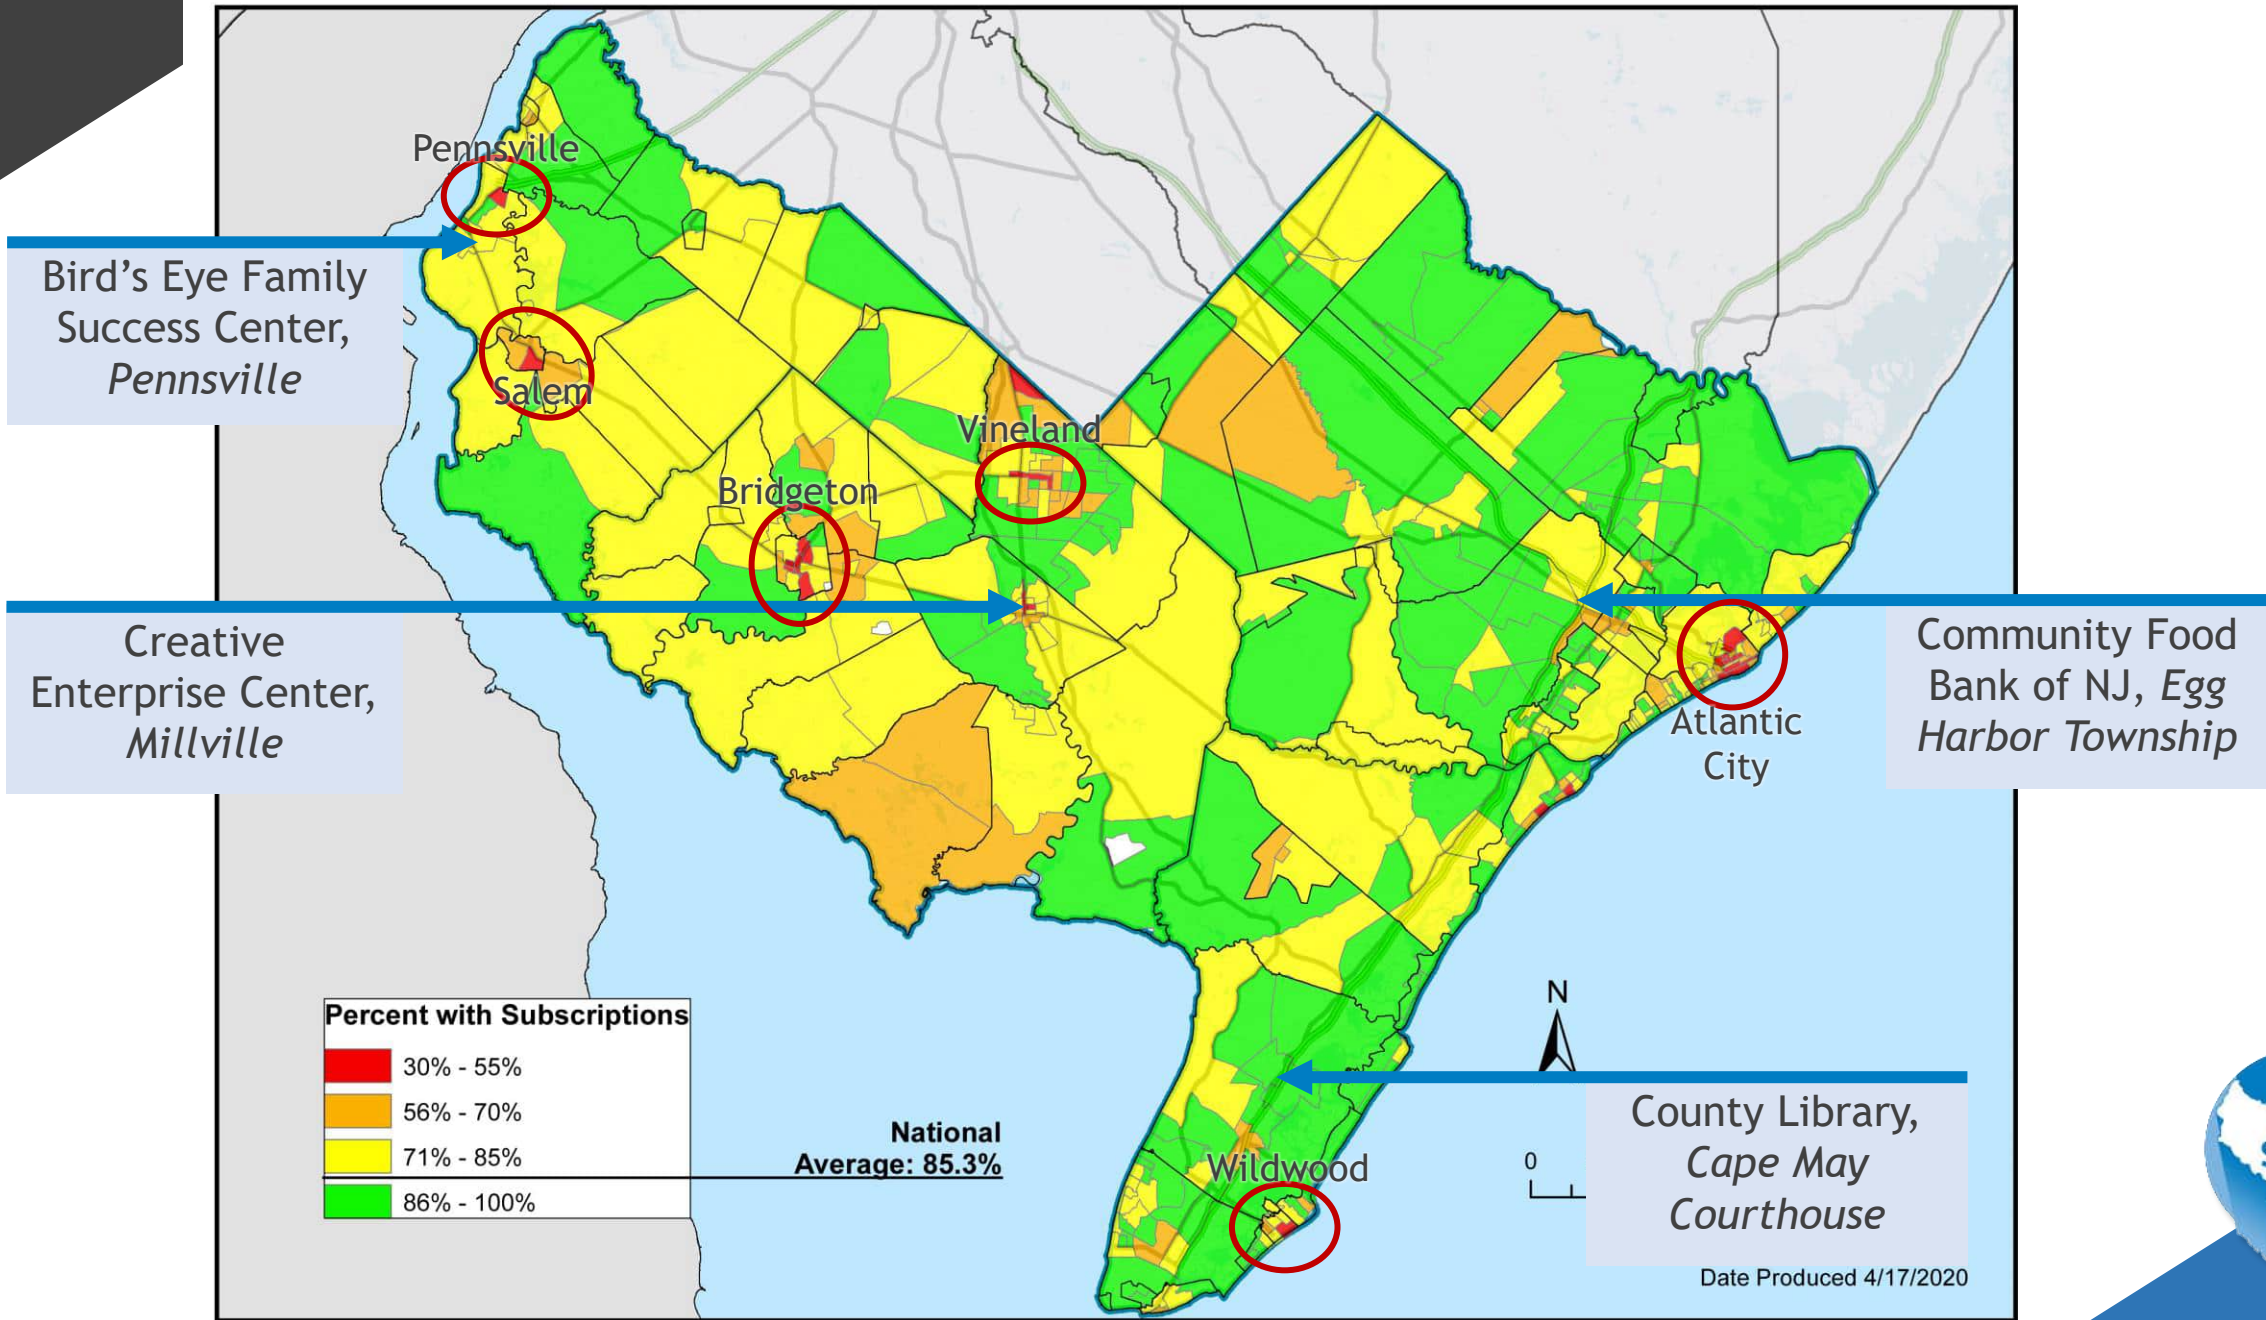 Pennsville
Bird’s Eye Family
Success Center,
Pennsville
Salem
Vineland
Bridgeton
Creative
Enterprise Center,
Millville
Community Food
Bank of NJ, Egg
Harbor Township
Atlantic
City
Percent with Subscriptions
30% - 55%
56% - 70%
71% - 85%
86% - 100%
National
Average: 85.3%
N
0
County Library,
Cape May
Courthouse
Wildwood
Date Produced 4/17/2020